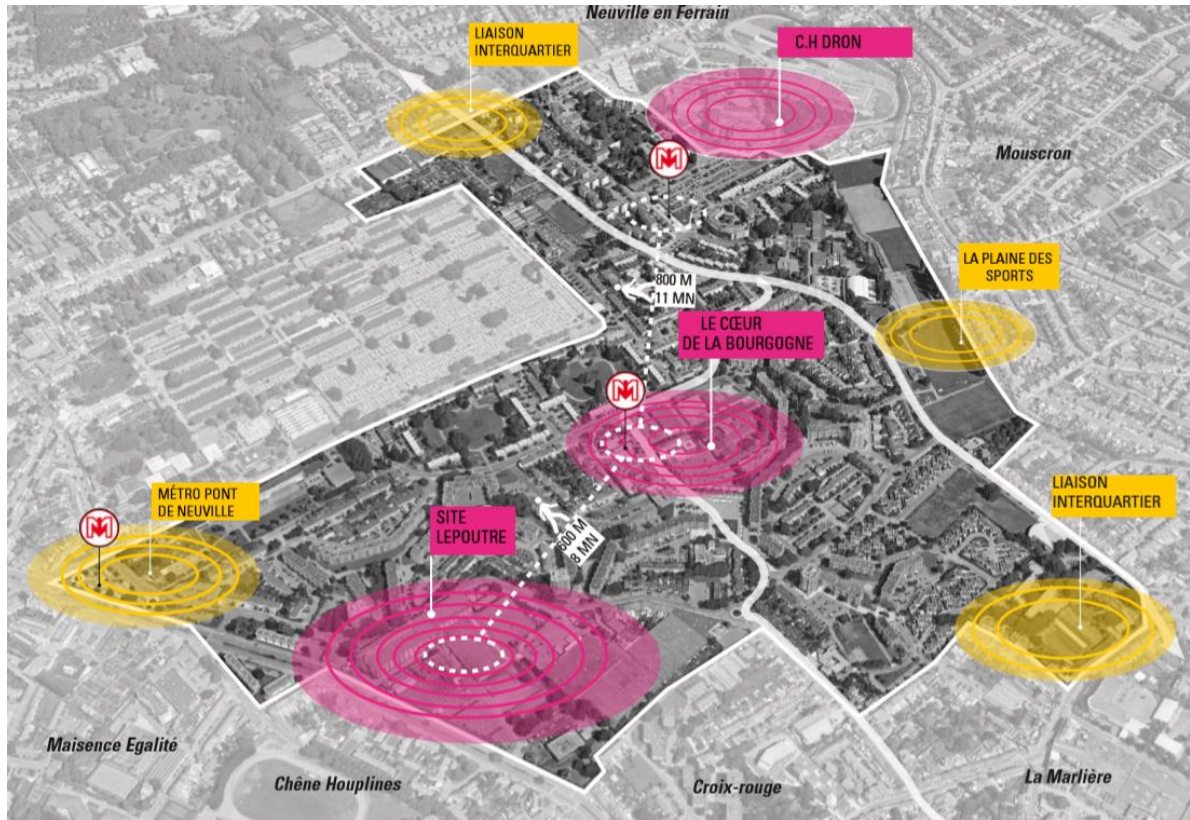 Neuville en Ferrain
LIAISON
INTERQUARTIER
C.H DRON
M
Mouscron
LA PLAINE DES
SPORTS
800 M
11 MN
LE CŒUR
DE LA BOURGOGNE
M
MÉTRO PONT
DE NEUVILLE
M
SITE
LEPOUTRE
600 M
8 MN
LIAISON
INTERQUARTIER
Maisence Egalité
Chêne Houplines
Croix-rouge
La Marlière